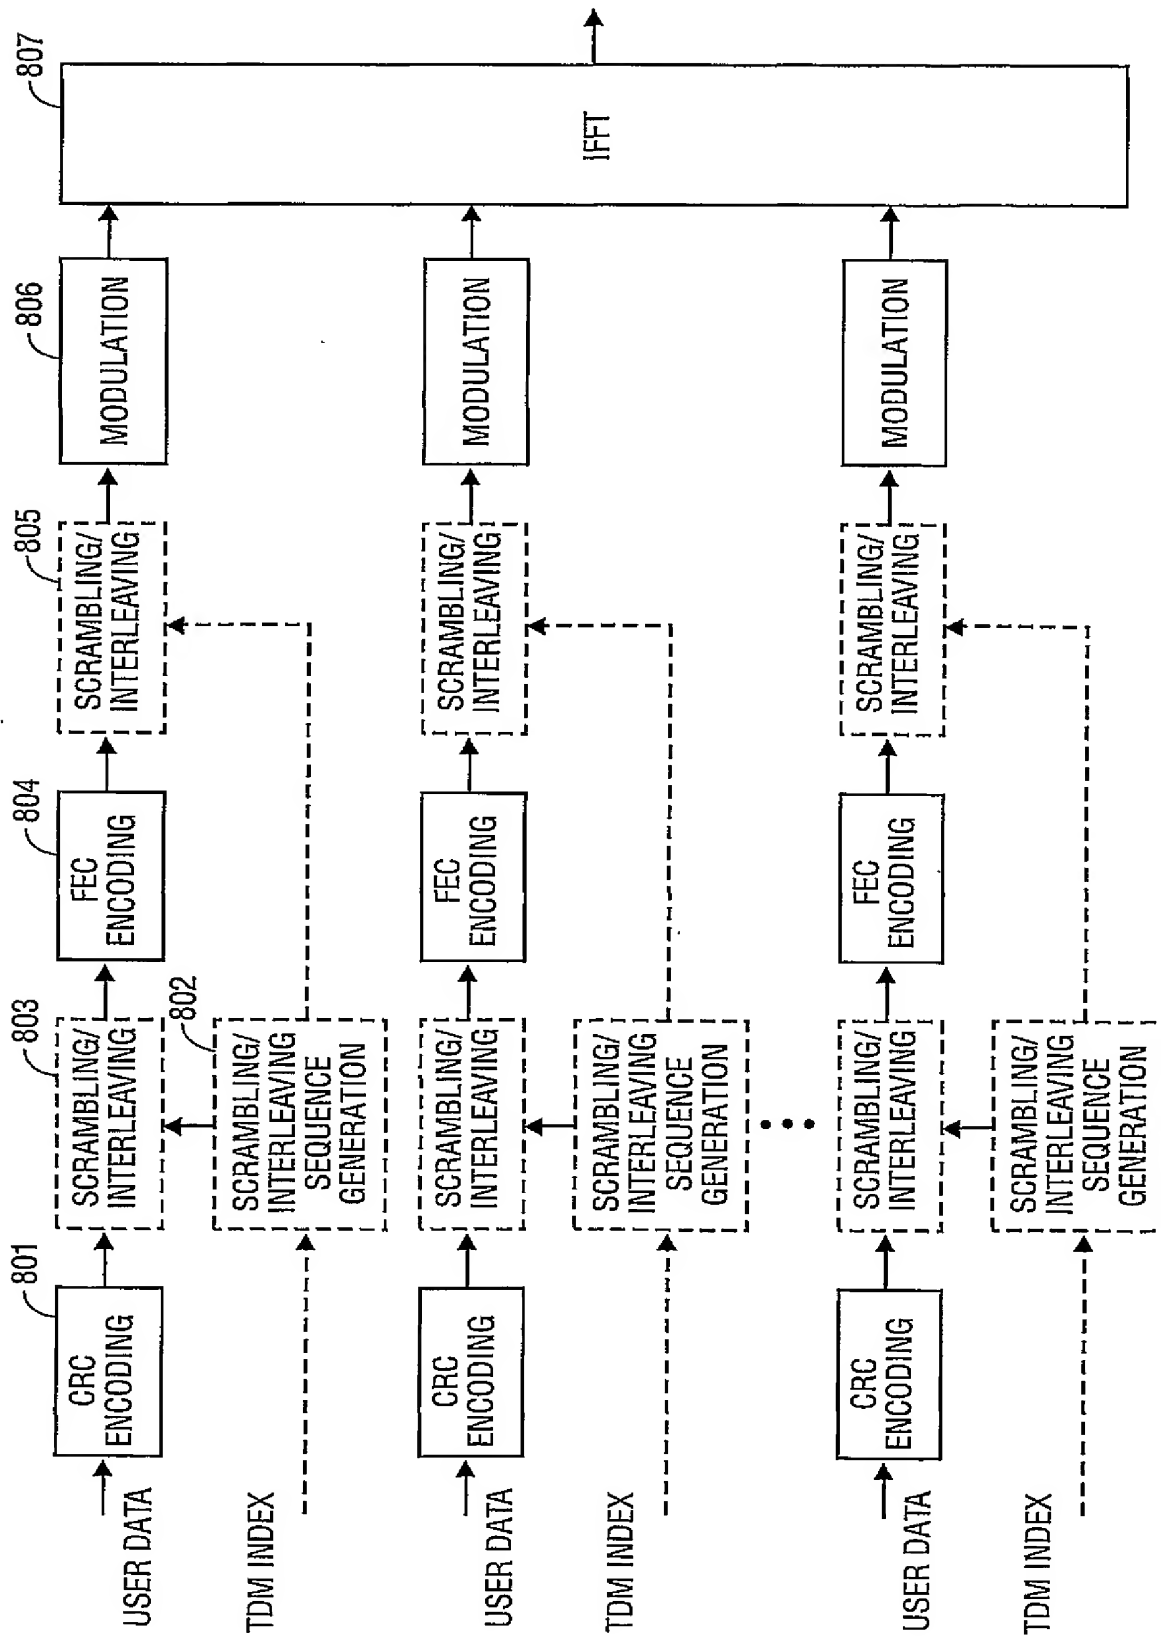 USER DATA
801
CRC
ENCODING
803
SCRAMBLING/
INTERLEAVING
804
FEC
ENCODING
805
SCRAMBLING/
INTERLEAVING
806
MODULATION
807
IFFT
TDM INDEX
802
SCRAMBLING/
INTERLEAVING
SEQUENCE
GENERATION
USER DATA
CRC
ENCODING
SCRAMBLING/
INTERLEAVING
FEC
ENCODING
SCRAMBLING/
INTERLEAVING
MODULATION
TDM INDEX
SCRAMBLING/
INTERLEAVING
SEQUENCE
GENERATION
USER DATA
CRC
ENCODING
SCRAMBLING/
INTERLEAVING
FEC
ENCODING
SCRAMBLING/
INTERLEAVING
MODULATION
TDM INDEX
SCRAMBLING/
INTERLEAVING
SEQUENCE
GENERATION